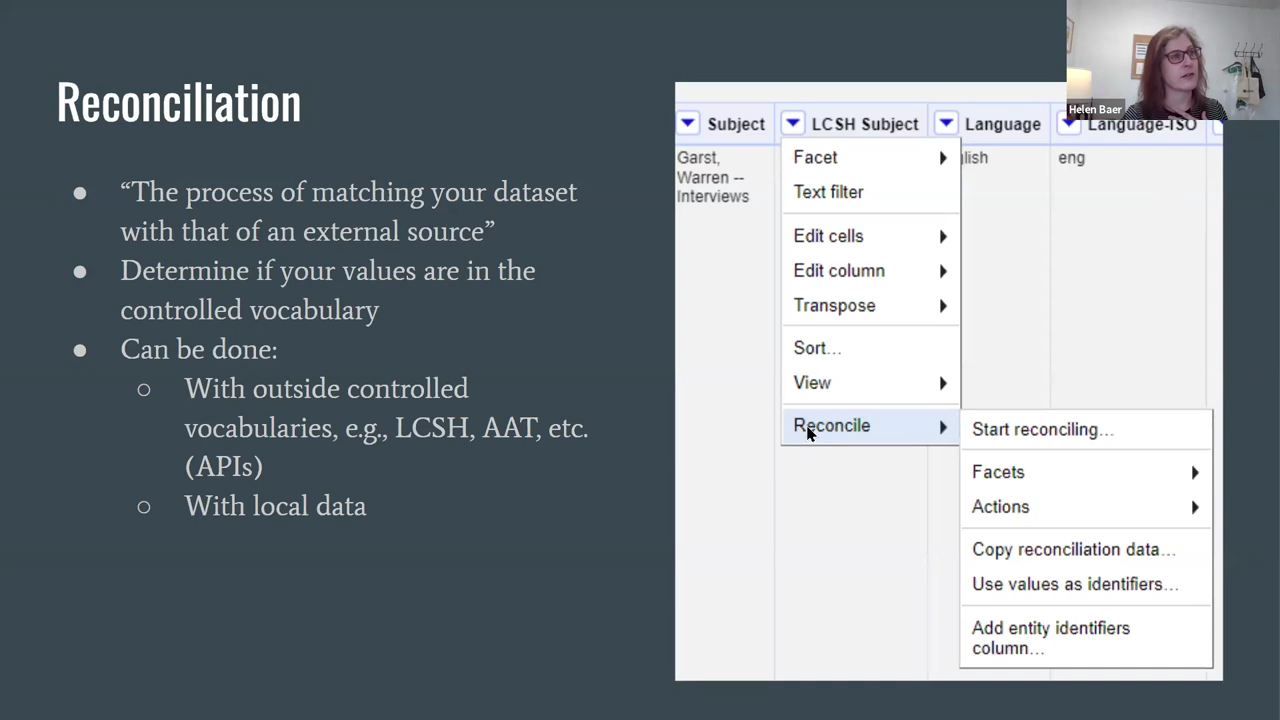 Reconciliation
● “The process of matching your dataset
with that of an external source”
● Determine if your values are in the
controlled vocabulary
● Can be done:
○ With outside controlled
vocabularies, e.g., LCSH, AAT, etc.
(APIs)
○ With local data
Helen Baer
Subject
LCSH Subject
Language
Language-ISO
Garst,
Warren --
Interviews
glish
eng
Facet
Text filter
Edit cells
Edit column
Transpose
Sort…
View
Reconcile
Start reconciling…
Facets
Actions
Copy reconciliation data…
Use values as identifiers…
Add entity identifiers
column…